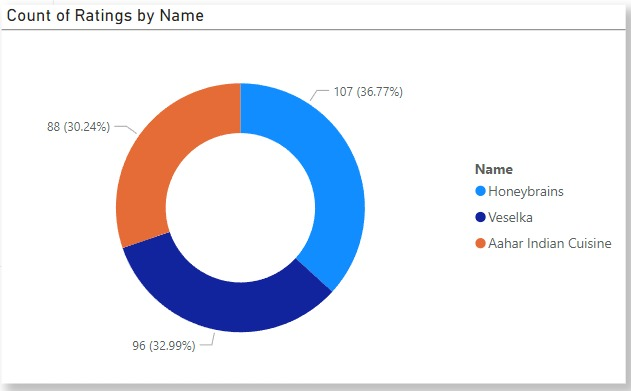 Count of Ratings by Name
107 (36.77%)
88 (30.24%)
96 (32.99%)
Name
Honeybrains
Veselka
Aahar Indian Cuisine